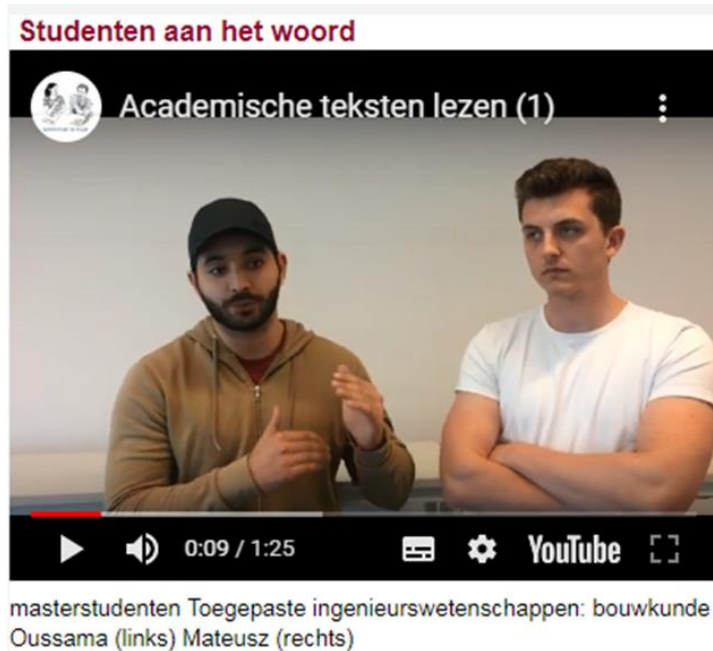 Studenten aan het woord
Academische teksten lezen (1)
0:09 / 1:25
YouTube
masterstudenten Toegepaste ingenieurswetenschappen: bouwkunde
Oussama (links) Mateusz (rechts)